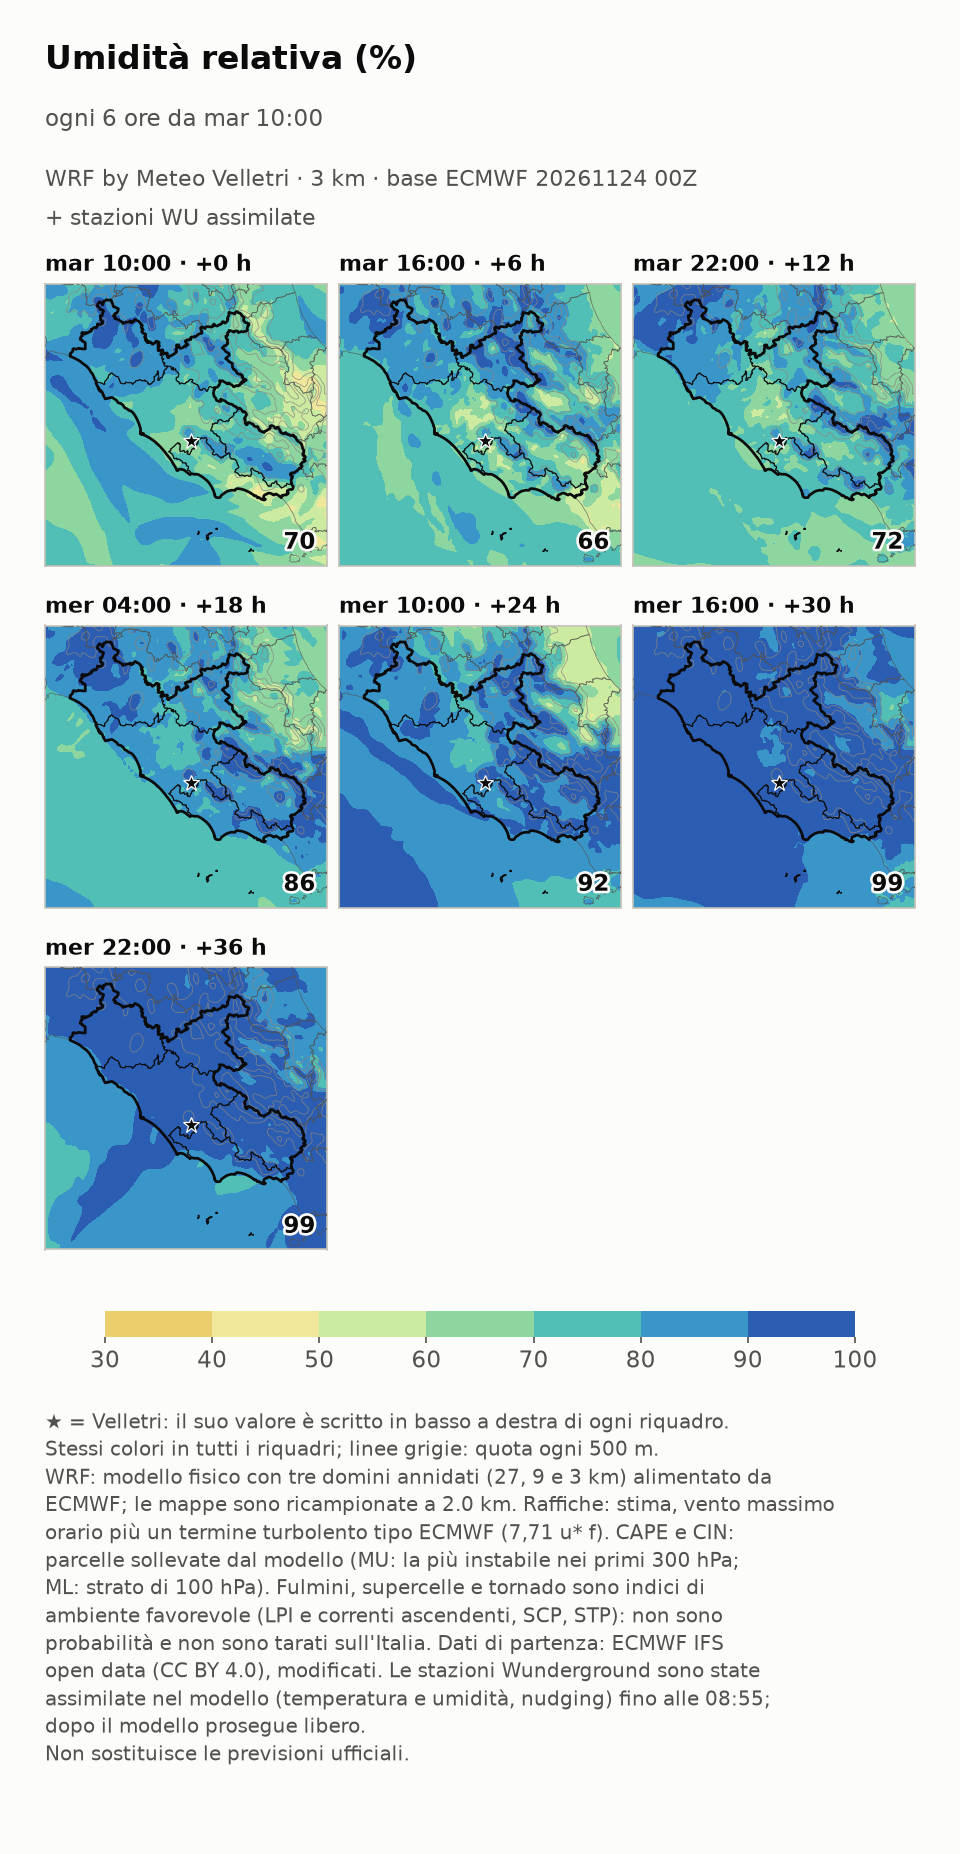 Umidità relativa (%)
ogni 6 ore da mar 10:00
WRF by Meteo Velletri · 3 km · base ECMWF 20261124 00Z
+ stazioni WU assimilate
mar 10:00 · +0 h
mar 16:00 · +6 h
mar 22:00 · +12 h
70
66
72
mer 04:00 · +18 h
mer 10:00 · +24 h
mer 16:00 · +30 h
86
92
99
mer 22:00 · +36 h
99
30 40 50 60 70 80 90 100
★ = Velletri: il suo valore è scritto in basso a destra di ogni riquadro.
Stessi colori in tutti i riquadri; linee grigie: quota ogni 500 m.
WRF: modello fisico con tre domini annidati (27, 9 e 3 km) alimentato da
ECMWF; le mappe sono ricampionate a 2.0 km. Raffiche: stima, vento massimo
orario più un termine turbolento tipo ECMWF (7,71 u* f). CAPE e CIN:
parcelle sollevate dal modello (MU: la più instabile nei primi 300 hPa;
ML: strato di 100 hPa). Fulmini, supercelle e tornado sono indici di
ambiente favorevole (LPI e correnti ascendenti, SCP, STP): non sono
probabilità e non sono tarati sull'Italia. Dati di partenza: ECMWF IFS
open data (CC BY 4.0), modificati. Le stazioni Wunderground sono state
assimilate nel modello (temperatura e umidità, nudging) fino alle 08:55;
dopo il modello prosegue libero.
Non sostituisce le previsioni ufficiali.